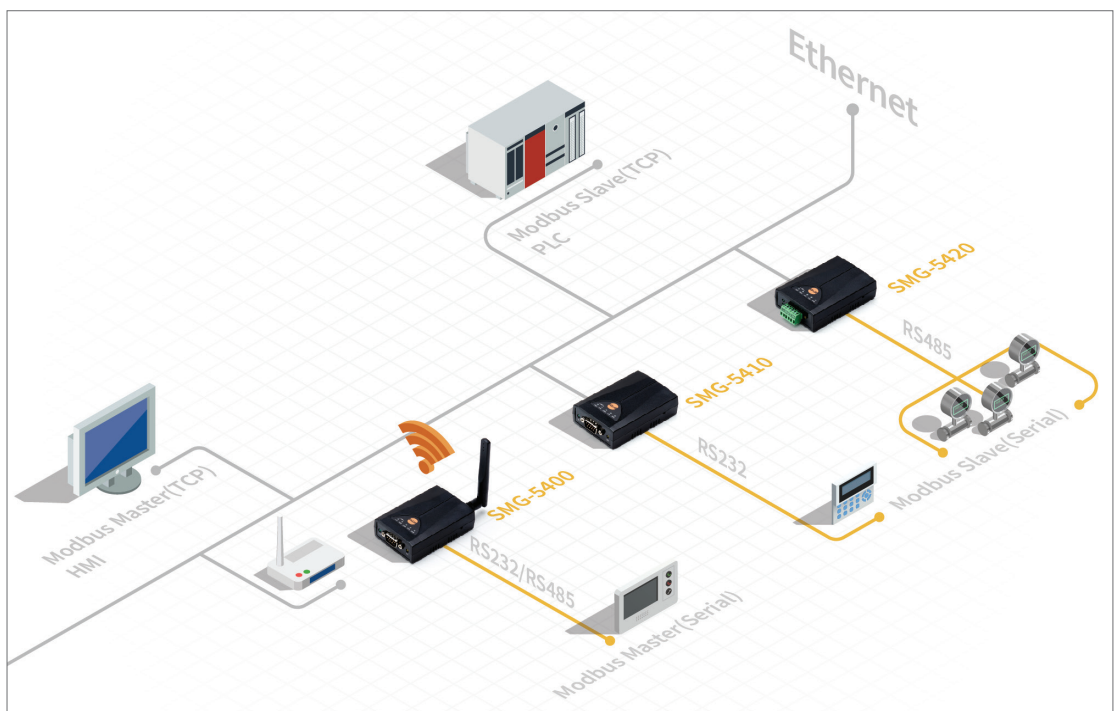 Ethernet
Modbus Slave(TCP)
PLC
SMG-5420
RS485
SMG-5410
RS232
Modbus Slave(Serial)
SMG-5400
Modbus Master(TCP)
HMI
RS232/RS485
Modbus Master(Serial)